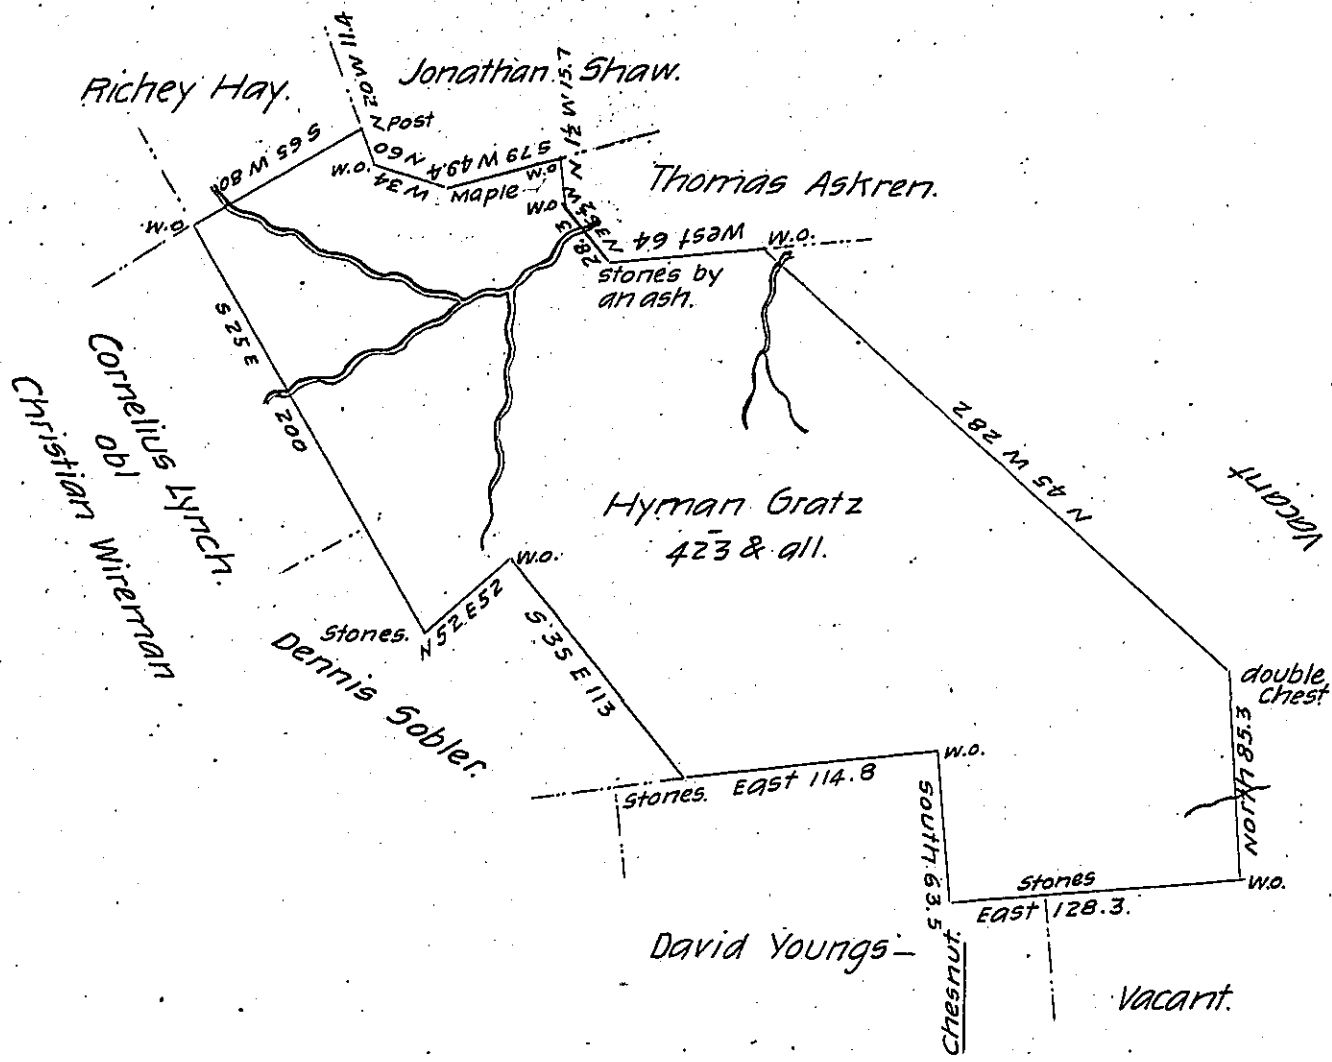 Richey Hay.
Jonathan Shaw.
N 20 W 11.4
Post
S 65 W 80
W.O.
N 60
W 34
Maple
S 79 W 49.4
W.O.
N 1½ W 15.7
W.O.
28.3
Thomas Askren.
West 64
W.O.
stones by
an ash.
W.O.
S 25 E
200
Cornelius Lynch.
obl
Christian Wireman
N 45 W 282
Vacant
Hyman Gratz
423 & all.
W.O.
Stones.
N 52 E 52
S 35 E 113
Dennis Sobler.
double
chest
North 85.3
W.O.
Stones. East 114.8
W.O.
South 63.5
Chesnut.
Stones
East 128.3.
David Youngs
Vacant.